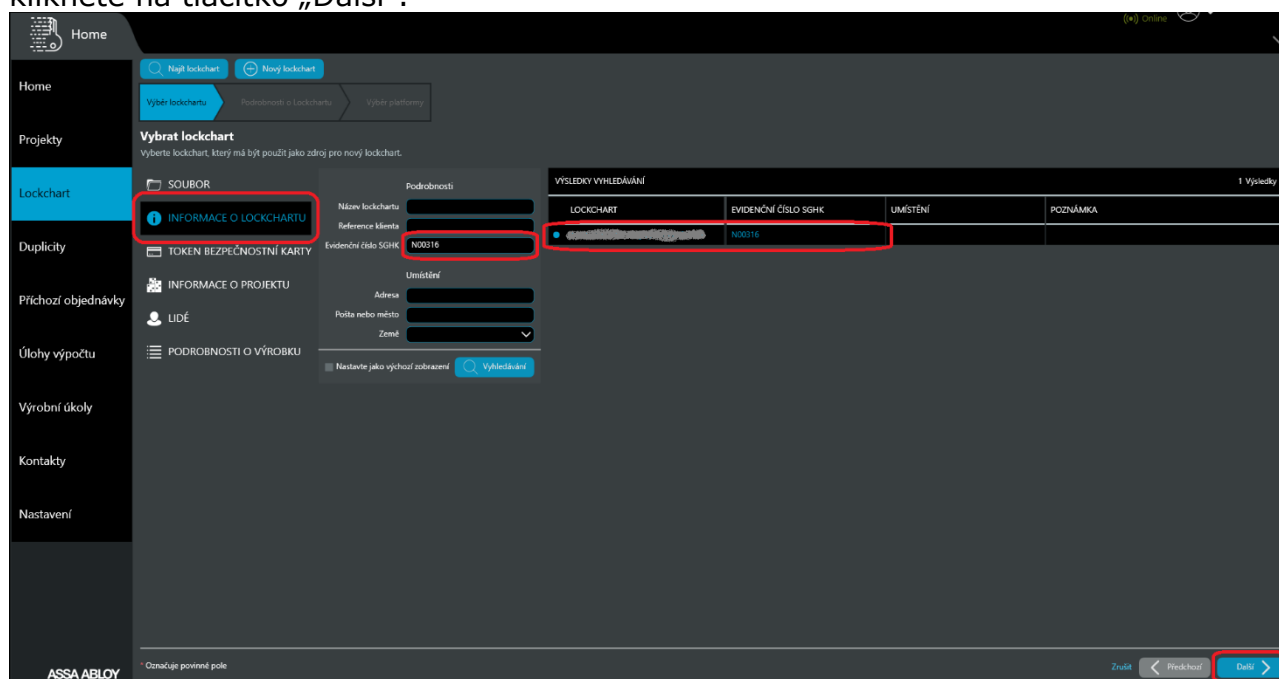 kliknete na tlačítko „Další“.
((●)) Online
Home
Najít lockchart
Nový lockchart
Home
Výběr lockchartu
Podrobnosti o Lockchartu
Výběr platformy
Projekty
Vybrat lockchart
Vyberte lockchart, který má být použit jako zdroj pro nový lockchart.
Lockchart
SOUBOR
Podrobnosti
VÝSLEDKY VYHLEDÁVÁNÍ
1 Výsledky
INFORMACE O LOCKCHARTU
Název lockchartu
LOCKCHART
EVIDENČNÍ ČÍSLO SGHK
UMÍSTĚNÍ
POZNÁMKA
Reference klienta
N00316
Duplicity
TOKEN BEZPEČNOSTNÍ KARTY
Evidenční číslo SGHK
N00316
INFORMACE O PROJEKTU
Umístění
Příchozí objednávky
Adresa
LIDÉ
Pošta nebo město
Země
Úlohy výpočtu
PODROBNOSTI O VÝROBKU
Nastavte jako výchozí zobrazení
Vyhledávání
Výrobní úkoly
Kontakty
Nastavení
ASSA ABLOY
* Označuje povinné pole
Zrušit
Předchozí
Další